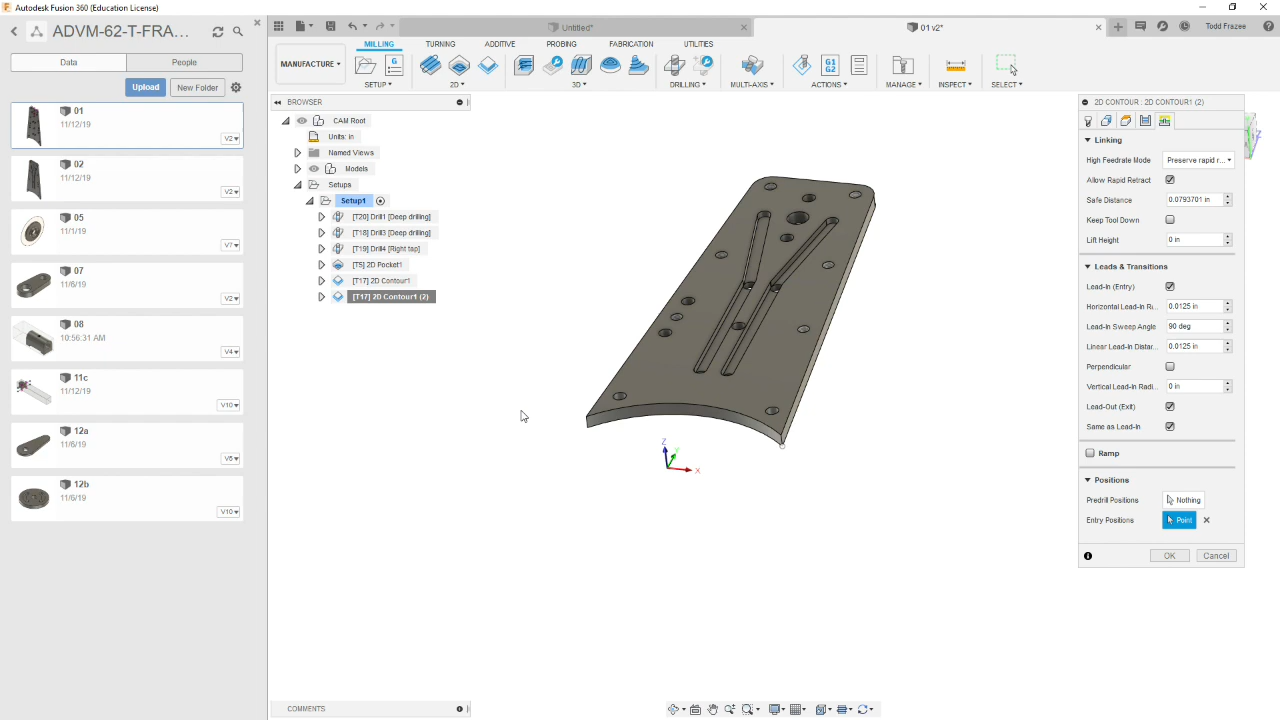 Autodesk Fusion 360 (Education License)
ADVM-62-T-FRA...
Untitled*
01 v2*
Todd Frazee
Data
People
MANUFACTURE
MILLING
TURNING
ADDITIVE
PROBING
FABRICATION
UTILITIES
SETUP
2D
3D
DRILLING
MULTI-AXIS
ACTIONS
MANAGE
INSPECT
SELECT
Upload
New Folder
BROWSER
CAM Root
Units: in
Named Views
Models
Setups
Setup1
[T20] Drill1 [Deep drilling]
[T18] Drill3 [Deep drilling]
[T19] Drill4 [Right tap]
[T5] 2D Pocket1
[T17] 2D Contour1
[T17] 2D Contour1 (2)
01
11/12/19
V2
02
11/12/19
V2
05
11/1/19
V7
07
11/6/19
V2
08
10:56:31 AM
V4
11c
11/12/19
V10
12a
11/6/19
V6
12b
11/6/19
V10
Z
X
2D CONTOUR : 2D CONTOUR1 (2)
Linking
High Feedrate Mode
Preserve rapid r...
Allow Rapid Retract
Safe Distance
0.0793701 in
Keep Tool Down
Lift Height
0 in
Leads & Transitions
Lead-In (Entry)
Horizontal Lead-In Ra...
0.0125 in
Lead-In Sweep Angle
90 deg
Linear Lead-In Distan...
0.0125 in
Perpendicular
Vertical Lead-In Radi...
0 in
Lead-Out (Exit)
Same as Lead-In
Ramp
Positions
Predrill Positions
Nothing
Entry Positions
Point
OK
Cancel
COMMENTS